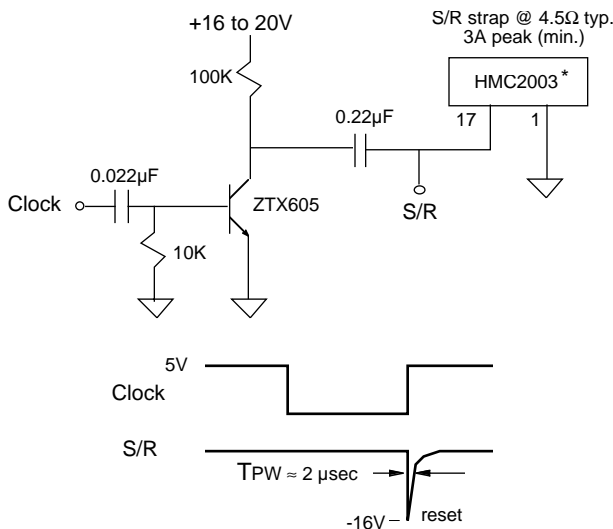 S/R strap @ 4.5Ω typ.
3A peak (min.)
+16 to 20V
HMC2003*
100K
0.22µF
17
1
0.022µF
Clock
ZTX605
S/R
10K
5V
Clock
S/R
TPW ≈ 2 µsec
-16V
reset